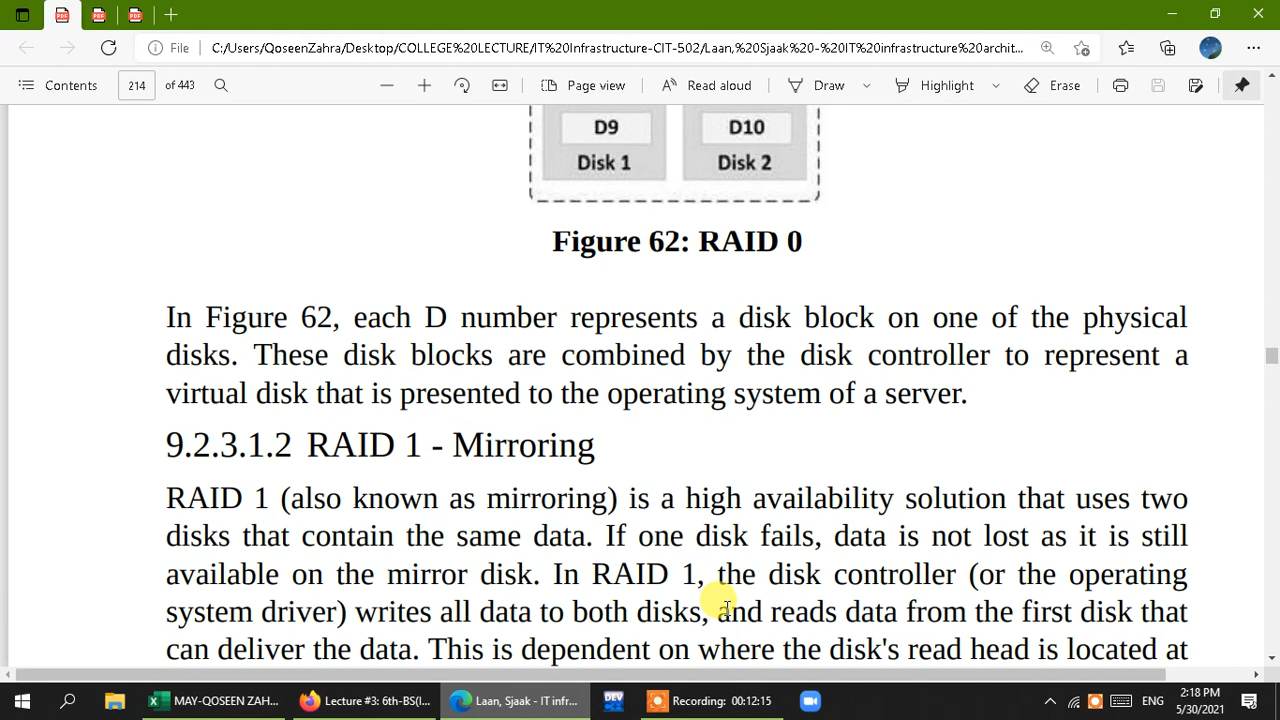 File
C:/Users/QoseenZahra/Desktop/COLLEGE%20LECTURE/IT%20Infrastructure-CIT-502/Laan,%20Sjaak%20-%20IT%20infrastructure%20archit...
Contents
214 of 443
Page view
Read aloud
Draw
Highlight
Erase
D9 D10
Disk 1 Disk 2
Figure 62: RAID 0
In Figure 62, each D number represents a disk block on one of the physical
disks. These disk blocks are combined by the disk controller to represent a
virtual disk that is presented to the operating system of a server.
9.2.3.1.2 RAID 1 - Mirroring
RAID 1 (also known as mirroring) is a high availability solution that uses two
disks that contain the same data. If one disk fails, data is not lost as it is still
available on the mirror disk. In RAID 1, the disk controller (or the operating
system driver) writes all data to both disks, and reads data from the first disk that
can deliver the data. This is dependent on where the disk's read head is located at
MAY-QOSEEN ZAH...
Lecture #3: 6th-BS(I...
Laan, Sjaak - IT infr...
DEV
Recording: 00:12:15
ENG
2:18 PM
5/30/2021